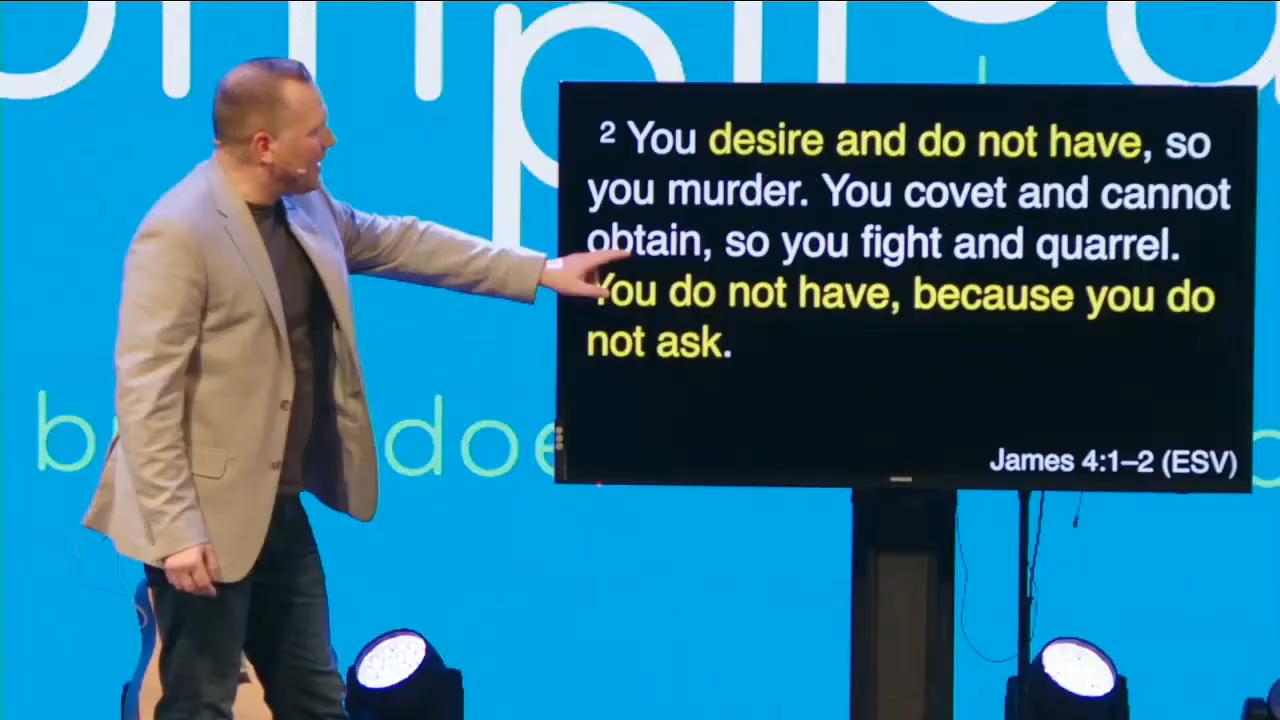 2 You desire and do not have, so
you murder. You covet and cannot
obtain, so you fight and quarrel.
You do not have, because you do
not ask.
James 4:1–2 (ESV)